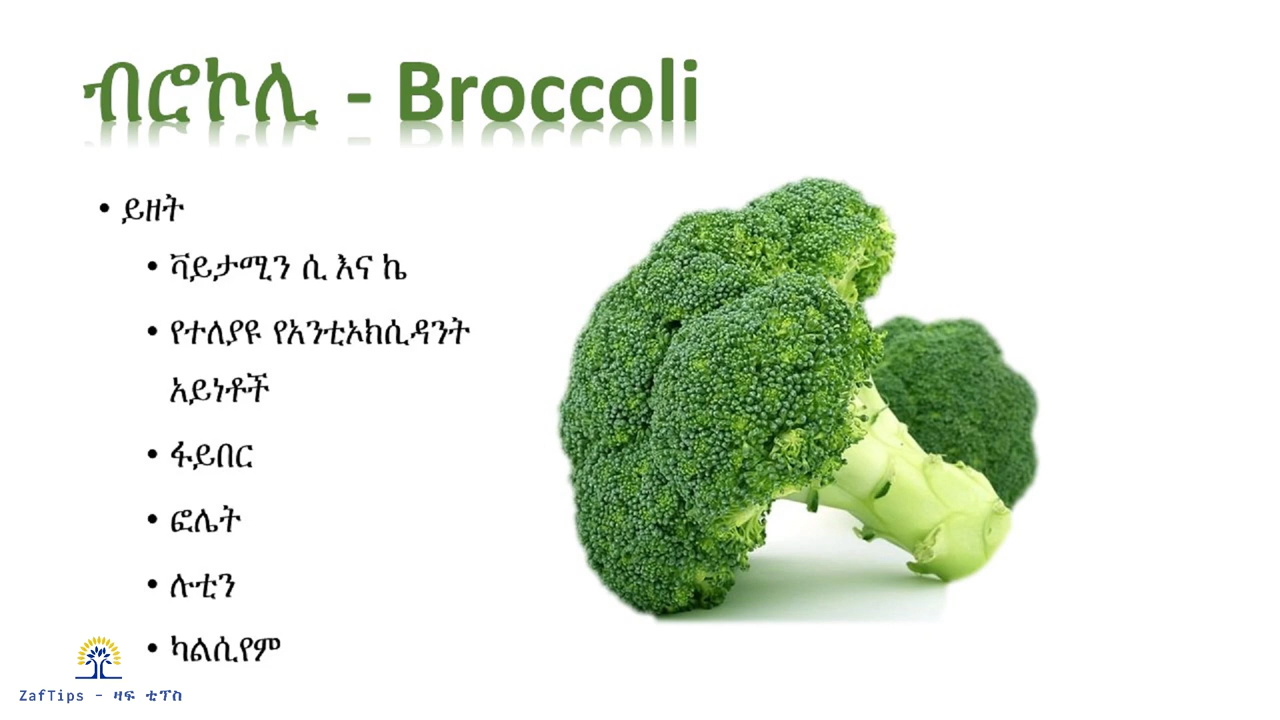 ብሮኮሊ - Broccoli
• ይዘት
• ቫይታሚን ሲ እና ኬ
• የተለያዩ የአንቲኦክሲዳንት
አይነቶች
• ፋይበር
• ፎሌት
• ሉቲን
• ካልሲየም
ZafTips - ዛፍ ቲፕስ